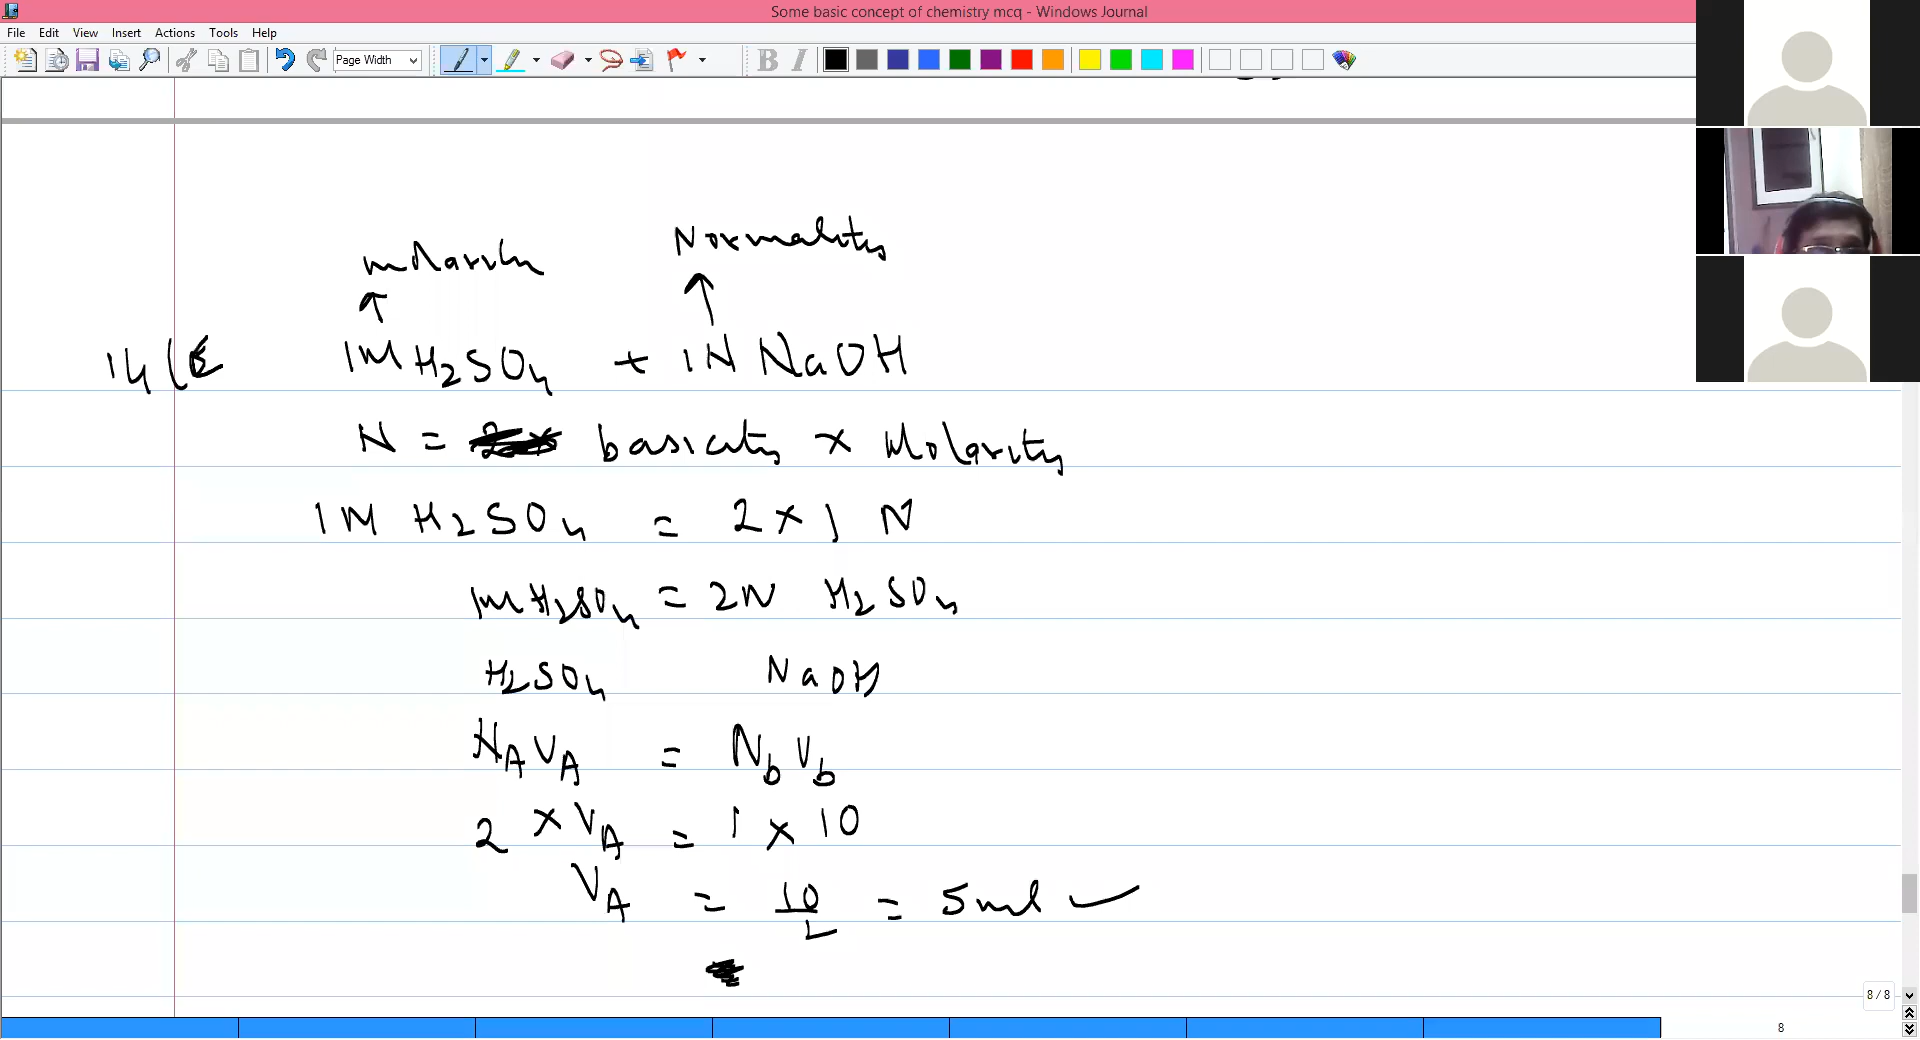 Some basic concept of chemistry mcq - Windows Journal
File Edit View Insert Actions Tools Help
Page Width
B I
molarity Normality
14 1M H2SO4 + 1N NaOH
N = basicity × Molarity
1M H2SO4 = 2 × 1 N
1M H2SO4 = 2N H2SO4
H2SO4 NaOH
NAVA = NbVb
2 × VA = 1 × 10
VA = 10/2 = 5 ml
8 / 8
8